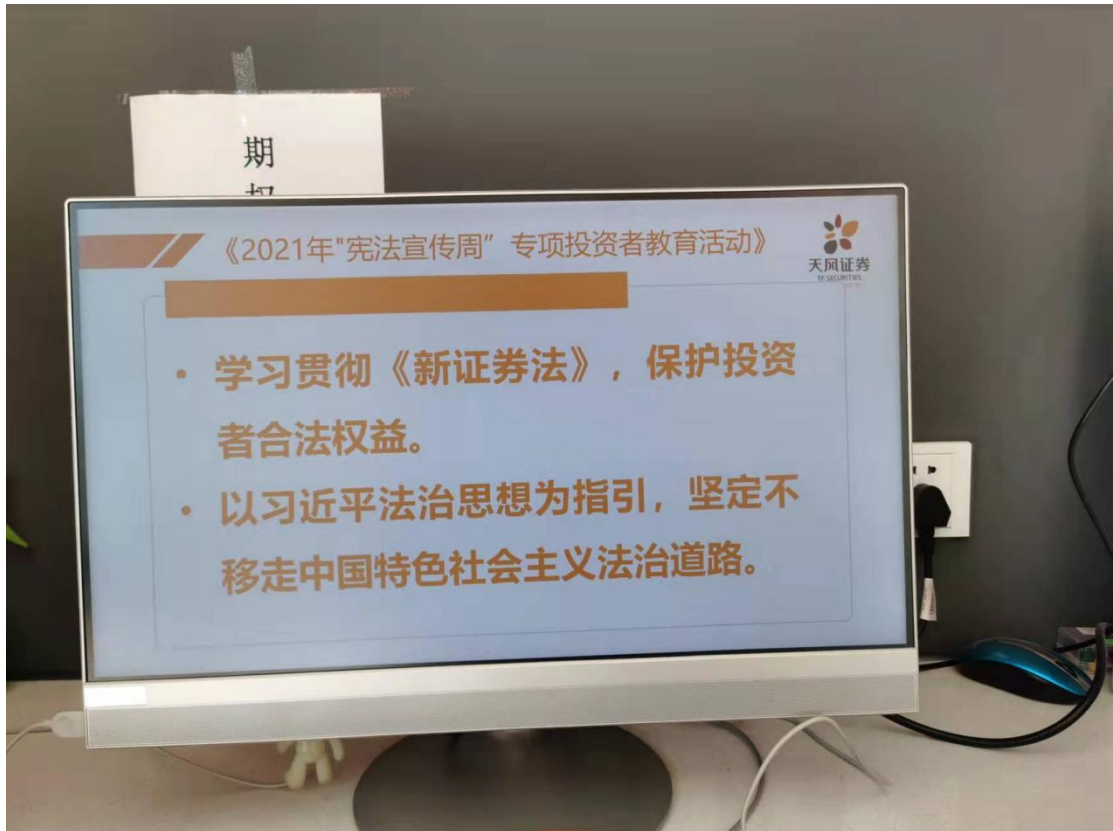 期
《2021年"宪法宣传周” 专项投资者教育活动》
天风证券
TF SECURITIES
• 学习贯彻《新证券法》，保护投资
者合法权益。
• 以习近平法治思想为指引，坚定不
移走中国特色社会主义法治道路。